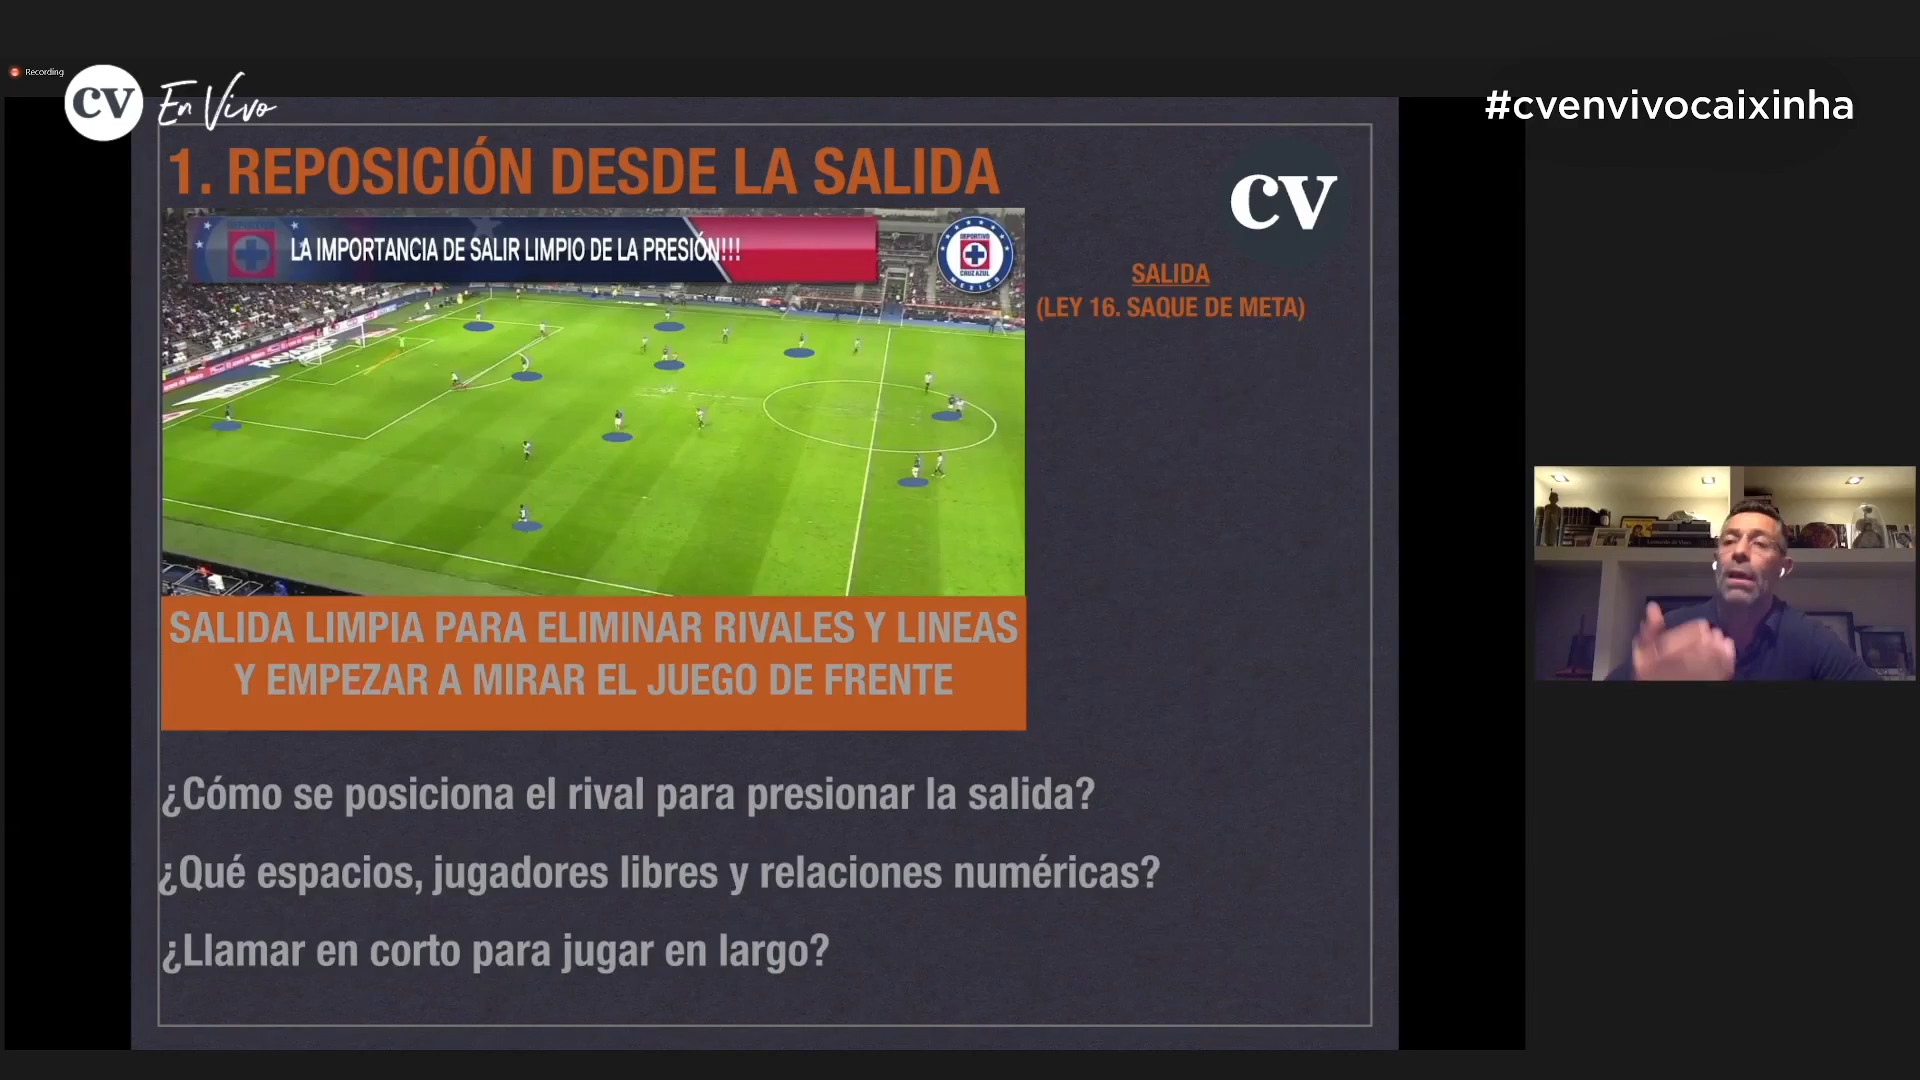 Recording
CV En Vivo
#cvenvivocaixinha
1. REPOSICIÓN DESDE LA SALIDA
CV
LA IMPORTANCIA DE SALIR LIMPIO DE LA PRESIÓN!!!
DEPORTIVO
CRUZ AZUL
MEXICO
SALIDA
(LEY 16. SAQUE DE META)
SALIDA LIMPIA PARA ELIMINAR RIVALES Y LINEAS
Y EMPEZAR A MIRAR EL JUEGO DE FRENTE
¿Cómo se posiciona el rival para presionar la salida?
¿Qué espacios, jugadores libres y relaciones numéricas?
¿Llamar en corto para jugar en largo?